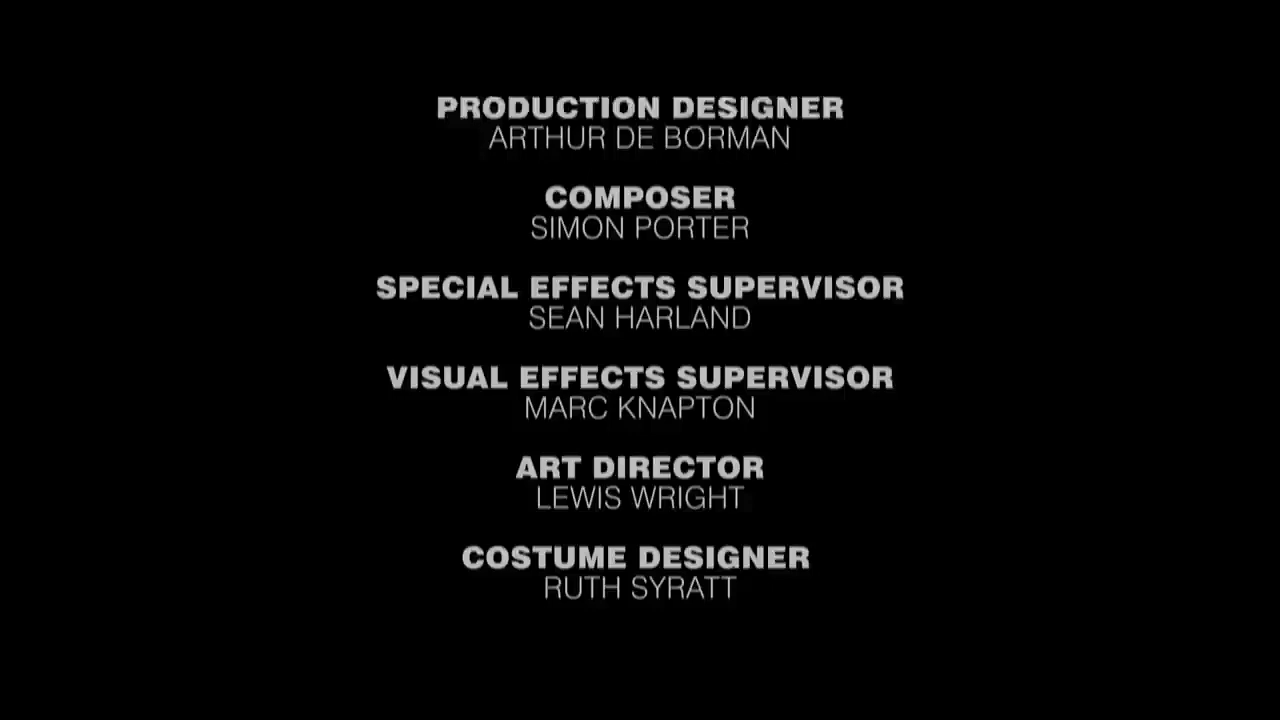 PRODUCTION DESIGNER
ARTHUR DE BORMAN
COMPOSER
SIMON PORTER
SPECIAL EFFECTS SUPERVISOR
SEAN HARLAND
VISUAL EFFECTS SUPERVISOR
MARC KNAPTON
ART DIRECTOR
LEWIS WRIGHT
COSTUME DESIGNER
RUTH SYRATT